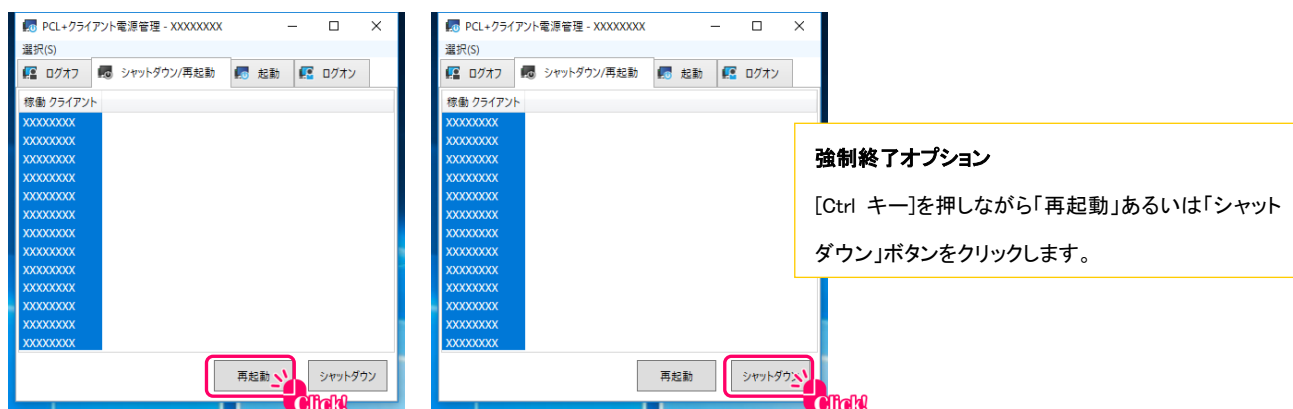 PCL+クライアント電源管理 - XXXXXXXX
選択(S)
ログオフ シャットダウン/再起動 起動 ログオン
稼働 クライアント
XXXXXXXX
XXXXXXXX
XXXXXXXX
XXXXXXXX
XXXXXXXX
XXXXXXXX
XXXXXXXX
XXXXXXXX
XXXXXXXX
XXXXXXXX
XXXXXXXX
XXXXXXXX
XXXXXXXX
再起動 シャットダウン
Click!
PCL+クライアント電源管理 - XXXXXXXX
選択(S)
ログオフ シャットダウン/再起動 起動 ログオン
稼働 クライアント
XXXXXXXX
XXXXXXXX
XXXXXXXX
XXXXXXXX
XXXXXXXX
XXXXXXXX
XXXXXXXX
XXXXXXXX
XXXXXXXX
XXXXXXXX
XXXXXXXX
XXXXXXXX
XXXXXXXX
再起動 シャットダウン
Click!
強制終了オプション
[Ctrl キー]を押しながら「再起動」あるいは「シャット
ダウン」ボタンをクリックします。